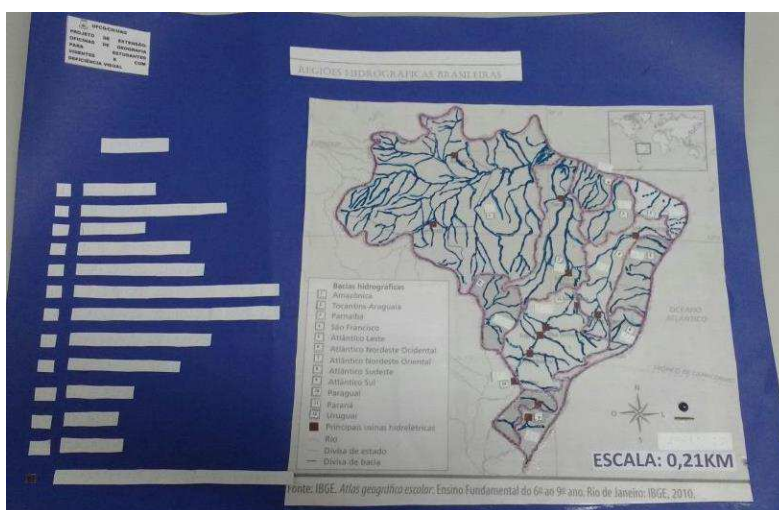 UFCG/CH/UAG
PROJETO DE EXTENSÃO:
OFICINAS DE GEOGRAFIA
PARA ESTUDANTES
VIDENTES E COM
DEFICIÊNCIA VISUAL
REGIÕES HIDROGRÁFICAS BRASILEIRAS
Bacias hidrográficas
Amazônica
Tocantins-Araguaia
Parnaíba
São Francisco
Atlântico Leste
Atlântico Nordeste Ocidental
Atlântico Nordeste Oriental
Atlântico Sudeste
Atlântico Sul
Paraguai
Paraná
Uruguai
Principais usinas hidrelétricas
Rio
Divisa de estado
Divisa de bacia
OCEANO
ATLÂNTICO
N
O
L
S
ESCALA: 0,21KM
Fonte: IBGE. Atlas geográfico escolar: Ensino Fundamental do 6º ao 9º ano. Rio de Janeiro: IBGE, 2010.